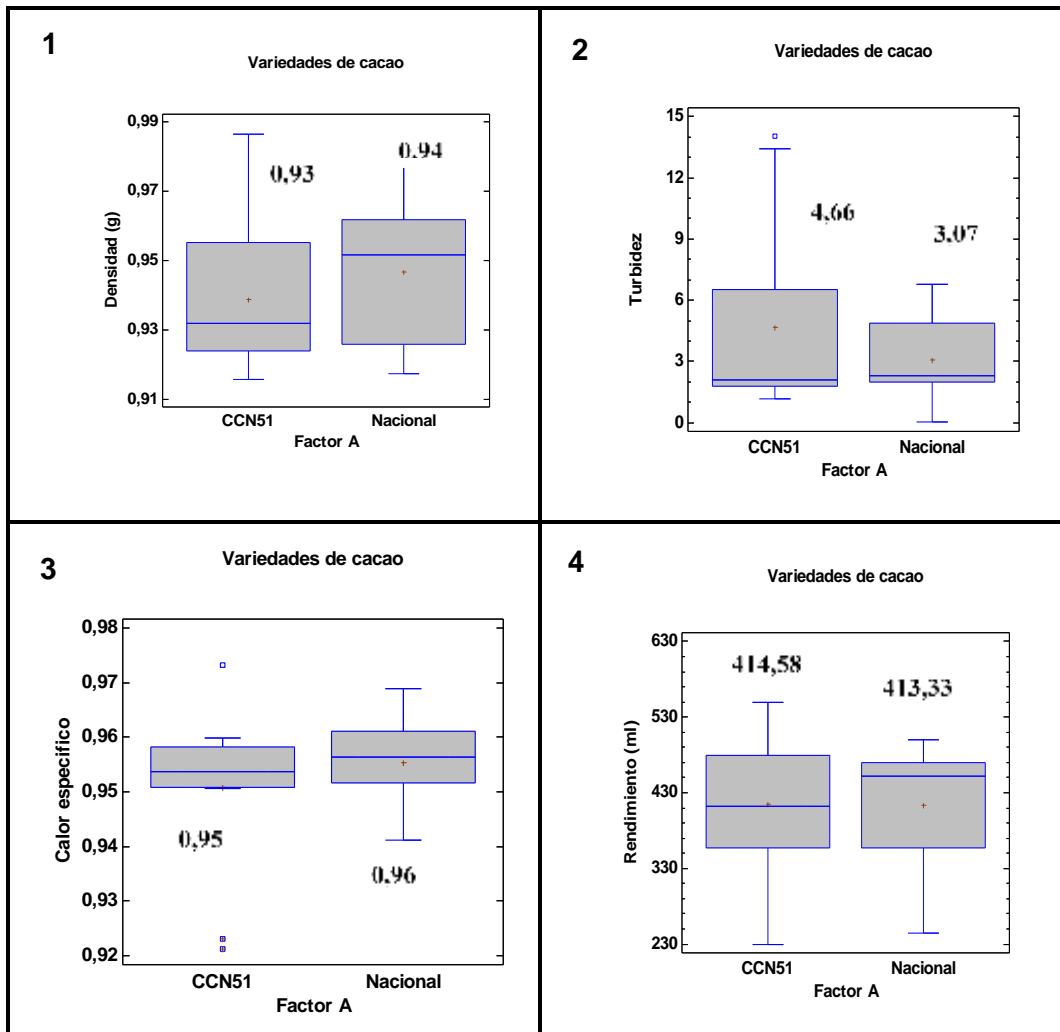 1
Variedades de cacao
0,99
0,97
0,95
0,93
0,91
Densidad (g)
0,93
0.94
CCN51 Nacional
Factor A
2
Variedades de cacao
15
12
9
6
3
0
Turbidez
4,66
3,07
CCN51 Nacional
Factor A
3
Variedades de cacao
0,98
0,97
0,96
0,95
0,94
0,93
0,92
Calor específico
0,95
0,96
CCN51 Nacional
Factor A
4
Variedades de cacao
630
530
430
330
230
Rendimiento (ml)
414,58
413,33
CCN51 Nacional
Factor A